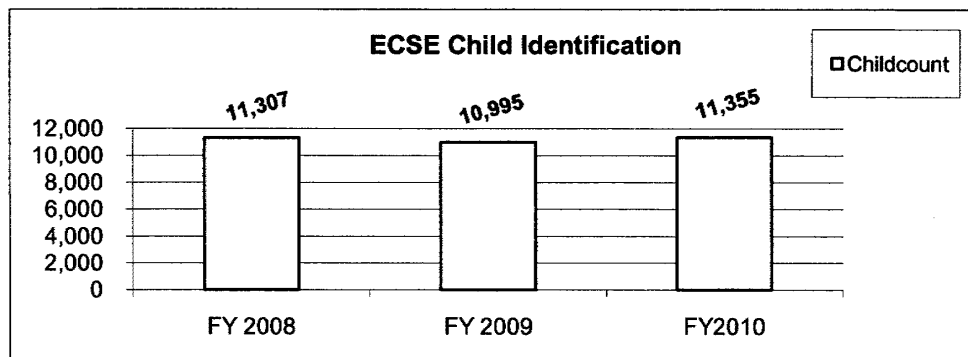 ECSE Child Identification
Childcount
11,307
10,995
11,355
12,000
10,000
8,000
6,000
4,000
2,000
0
FY 2008
FY 2009
FY2010